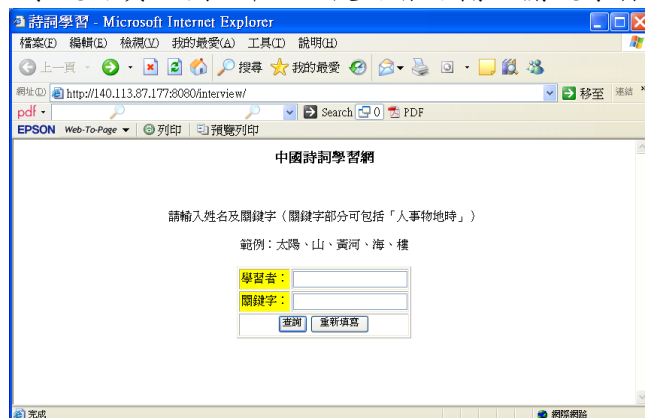 詩詞學習 - Microsoft Internet Explorer
檔案(F) 編輯(E) 檢視(V) 我的最愛(A) 工具(T) 說明(H)
上一頁 搜尋 我的最愛
網址(D) http://140.113.87.177:8080/interview/ 移至 連結 »
pdf Search 0 PDF
EPSON Web-To-Page 列印 預覽列印
中國詩詞學習網
請輸入姓名及關鍵字（關鍵字部分可包括「人事物地時」）
範例：太陽、山、黃河、海、樓
學習者：
關鍵字：
查詢 重新填寫
完成 網際網路